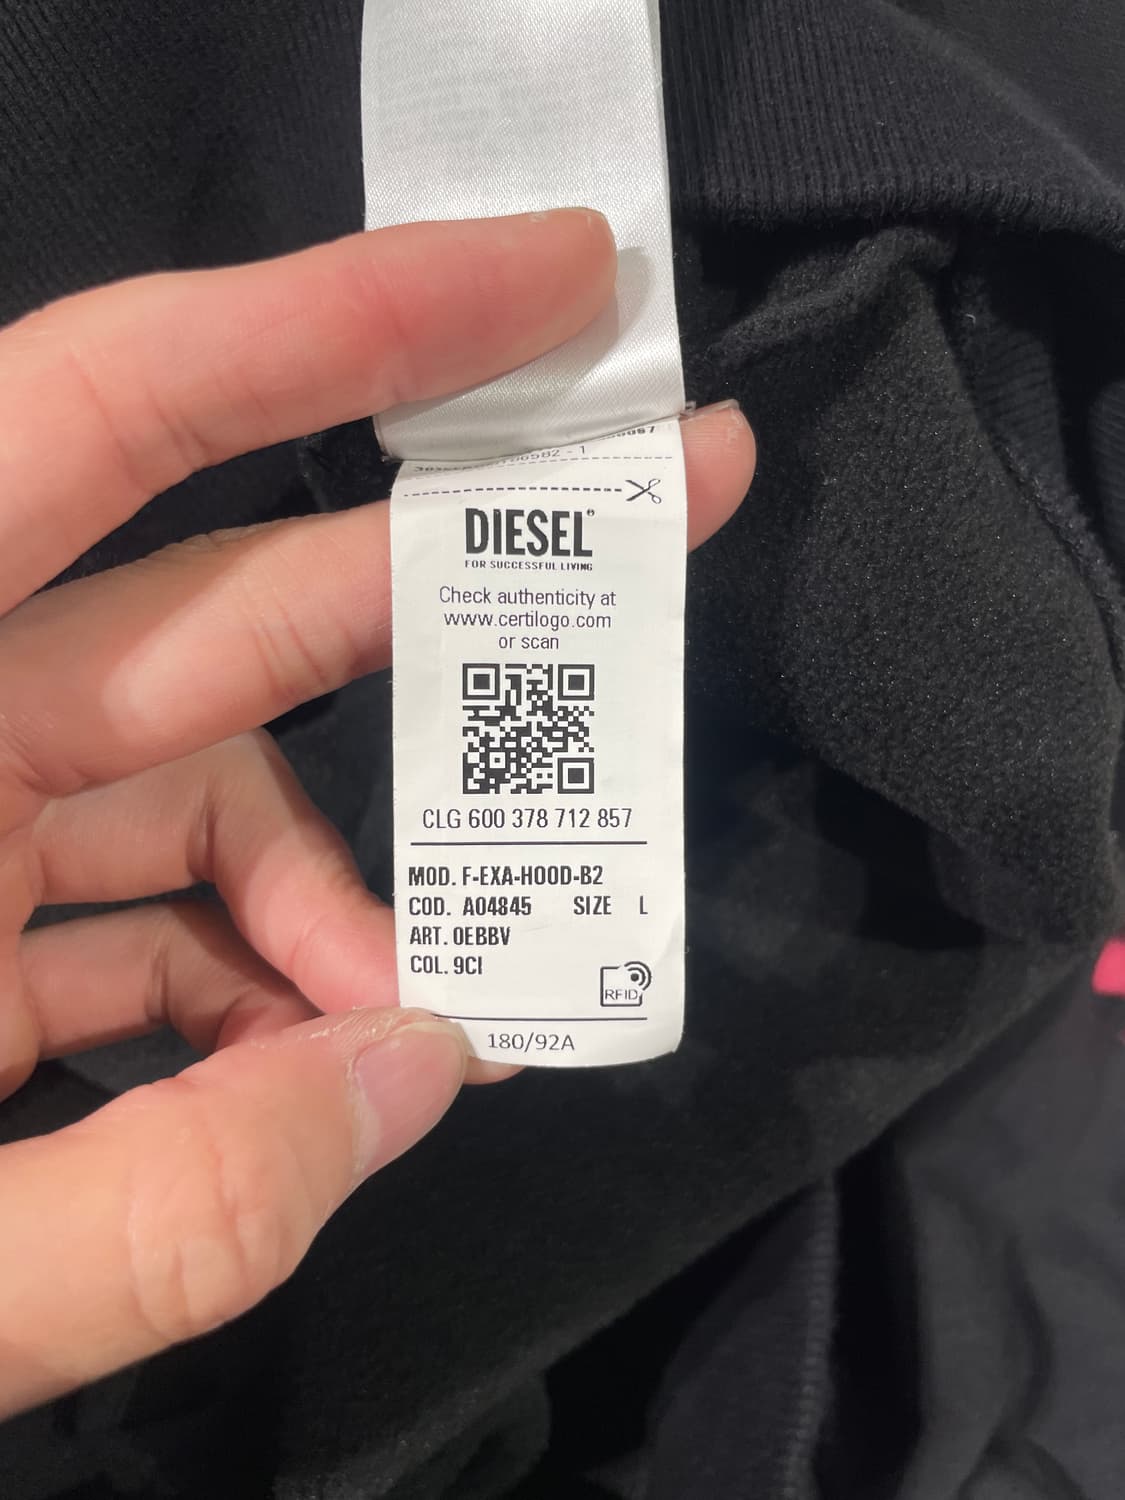 - 1
DIESEL®
FOR SUCCESSFUL LIVING
Check authenticity at
www.certilogo.com
or scan
CLG 600 378 712 857
MOD. F-EXA-HOOD-B2
COD. A04845 SIZE L
ART. 0EBBV
COL. 9CI
RFID
180/92A